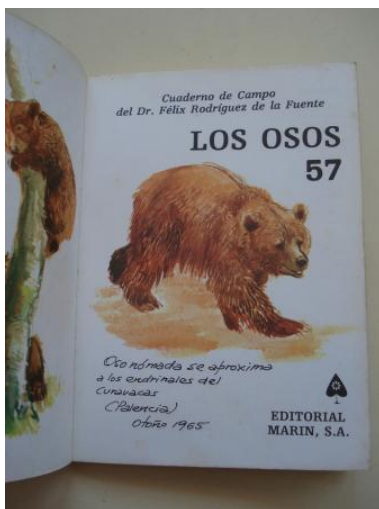 Cuaderno de Campo
del Dr. Félix Rodríguez de la Fuente
LOS OSOS
57
Oso nómada se aproxima
a los endrinales del
Curavacas
(Palencia)
Otoño 1965
EDITORIAL
MARIN, S.A.